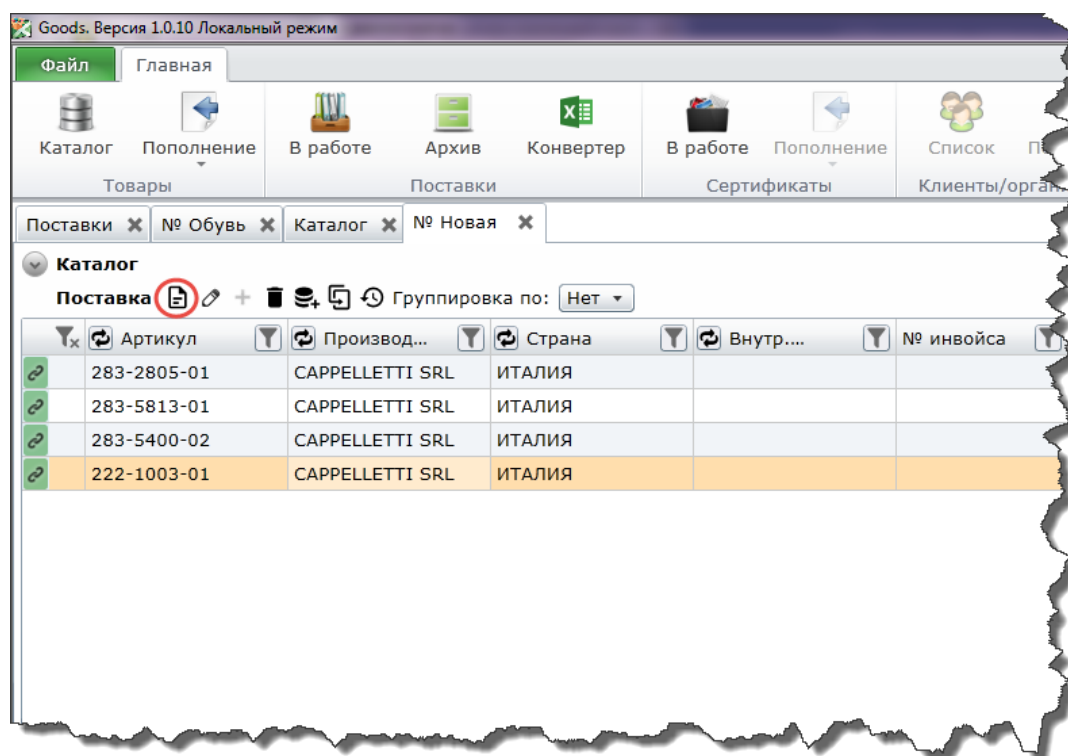 Goods. Версия 1.0.10 Локальный режим
Файл Главная
Каталог Пополнение В работе Архив Конвертер В работе Пополнение Список
Товары Поставки Сертификаты Клиенты/орган
Поставки № Обувь Каталог № Новая
Каталог
Поставка Группировка по: Нет
Артикул Производ... Страна Внутр.... № инвойса
283-2805-01 CAPPELLETTI SRL ИТАЛИЯ
283-5813-01 CAPPELLETTI SRL ИТАЛИЯ
283-5400-02 CAPPELLETTI SRL ИТАЛИЯ
222-1003-01 CAPPELLETTI SRL ИТАЛИЯ